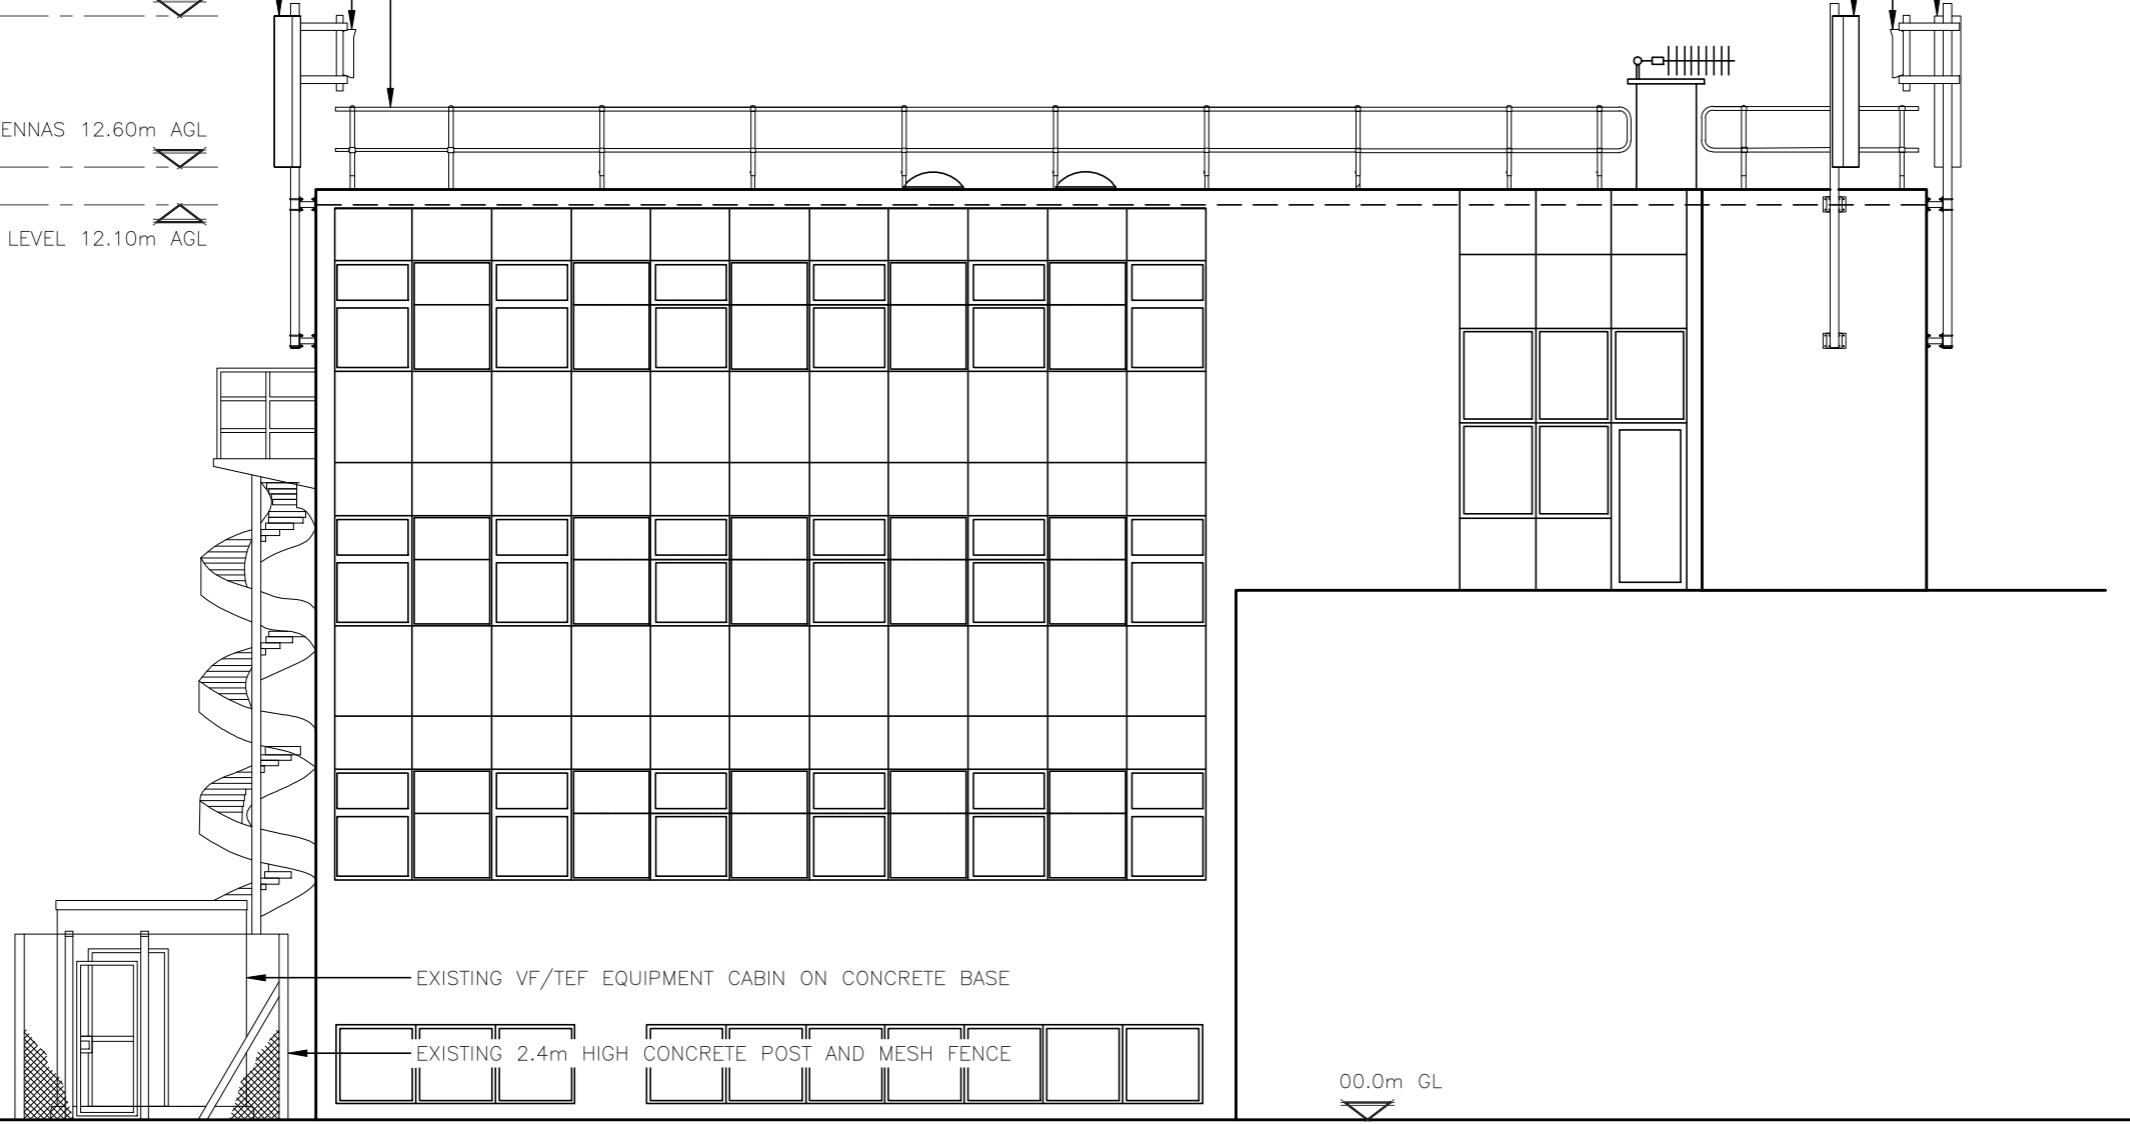 ENNAS 12.60m AGL
LEVEL 12.10m AGL
EXISTING VF/TEF EQUIPMENT CABIN ON CONCRETE BASE
EXISTING 2.4m HIGH CONCRETE POST AND MESH FENCE
00.0m GL